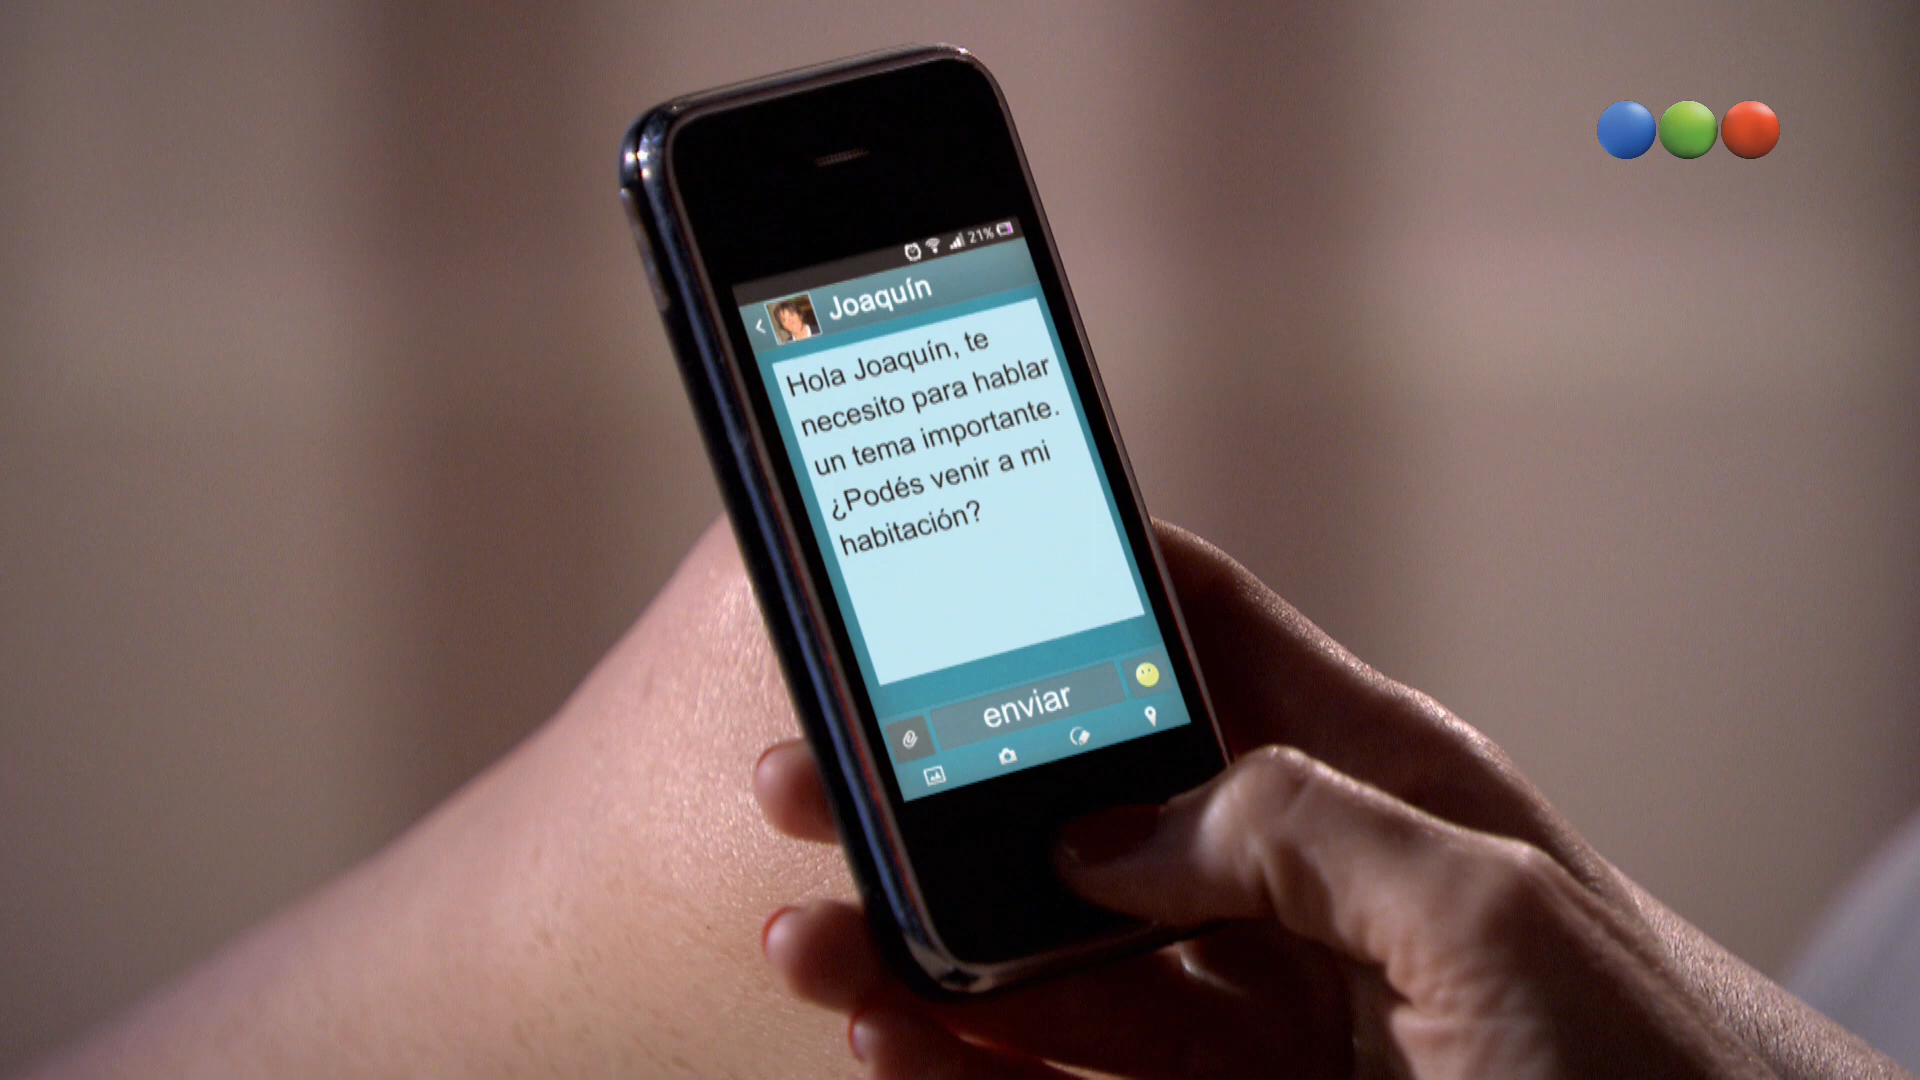 21%
Joaquín
Hola Joaquín, te
necesito para hablar
un tema importante.
¿Podés venir a mi
habitación?
enviar